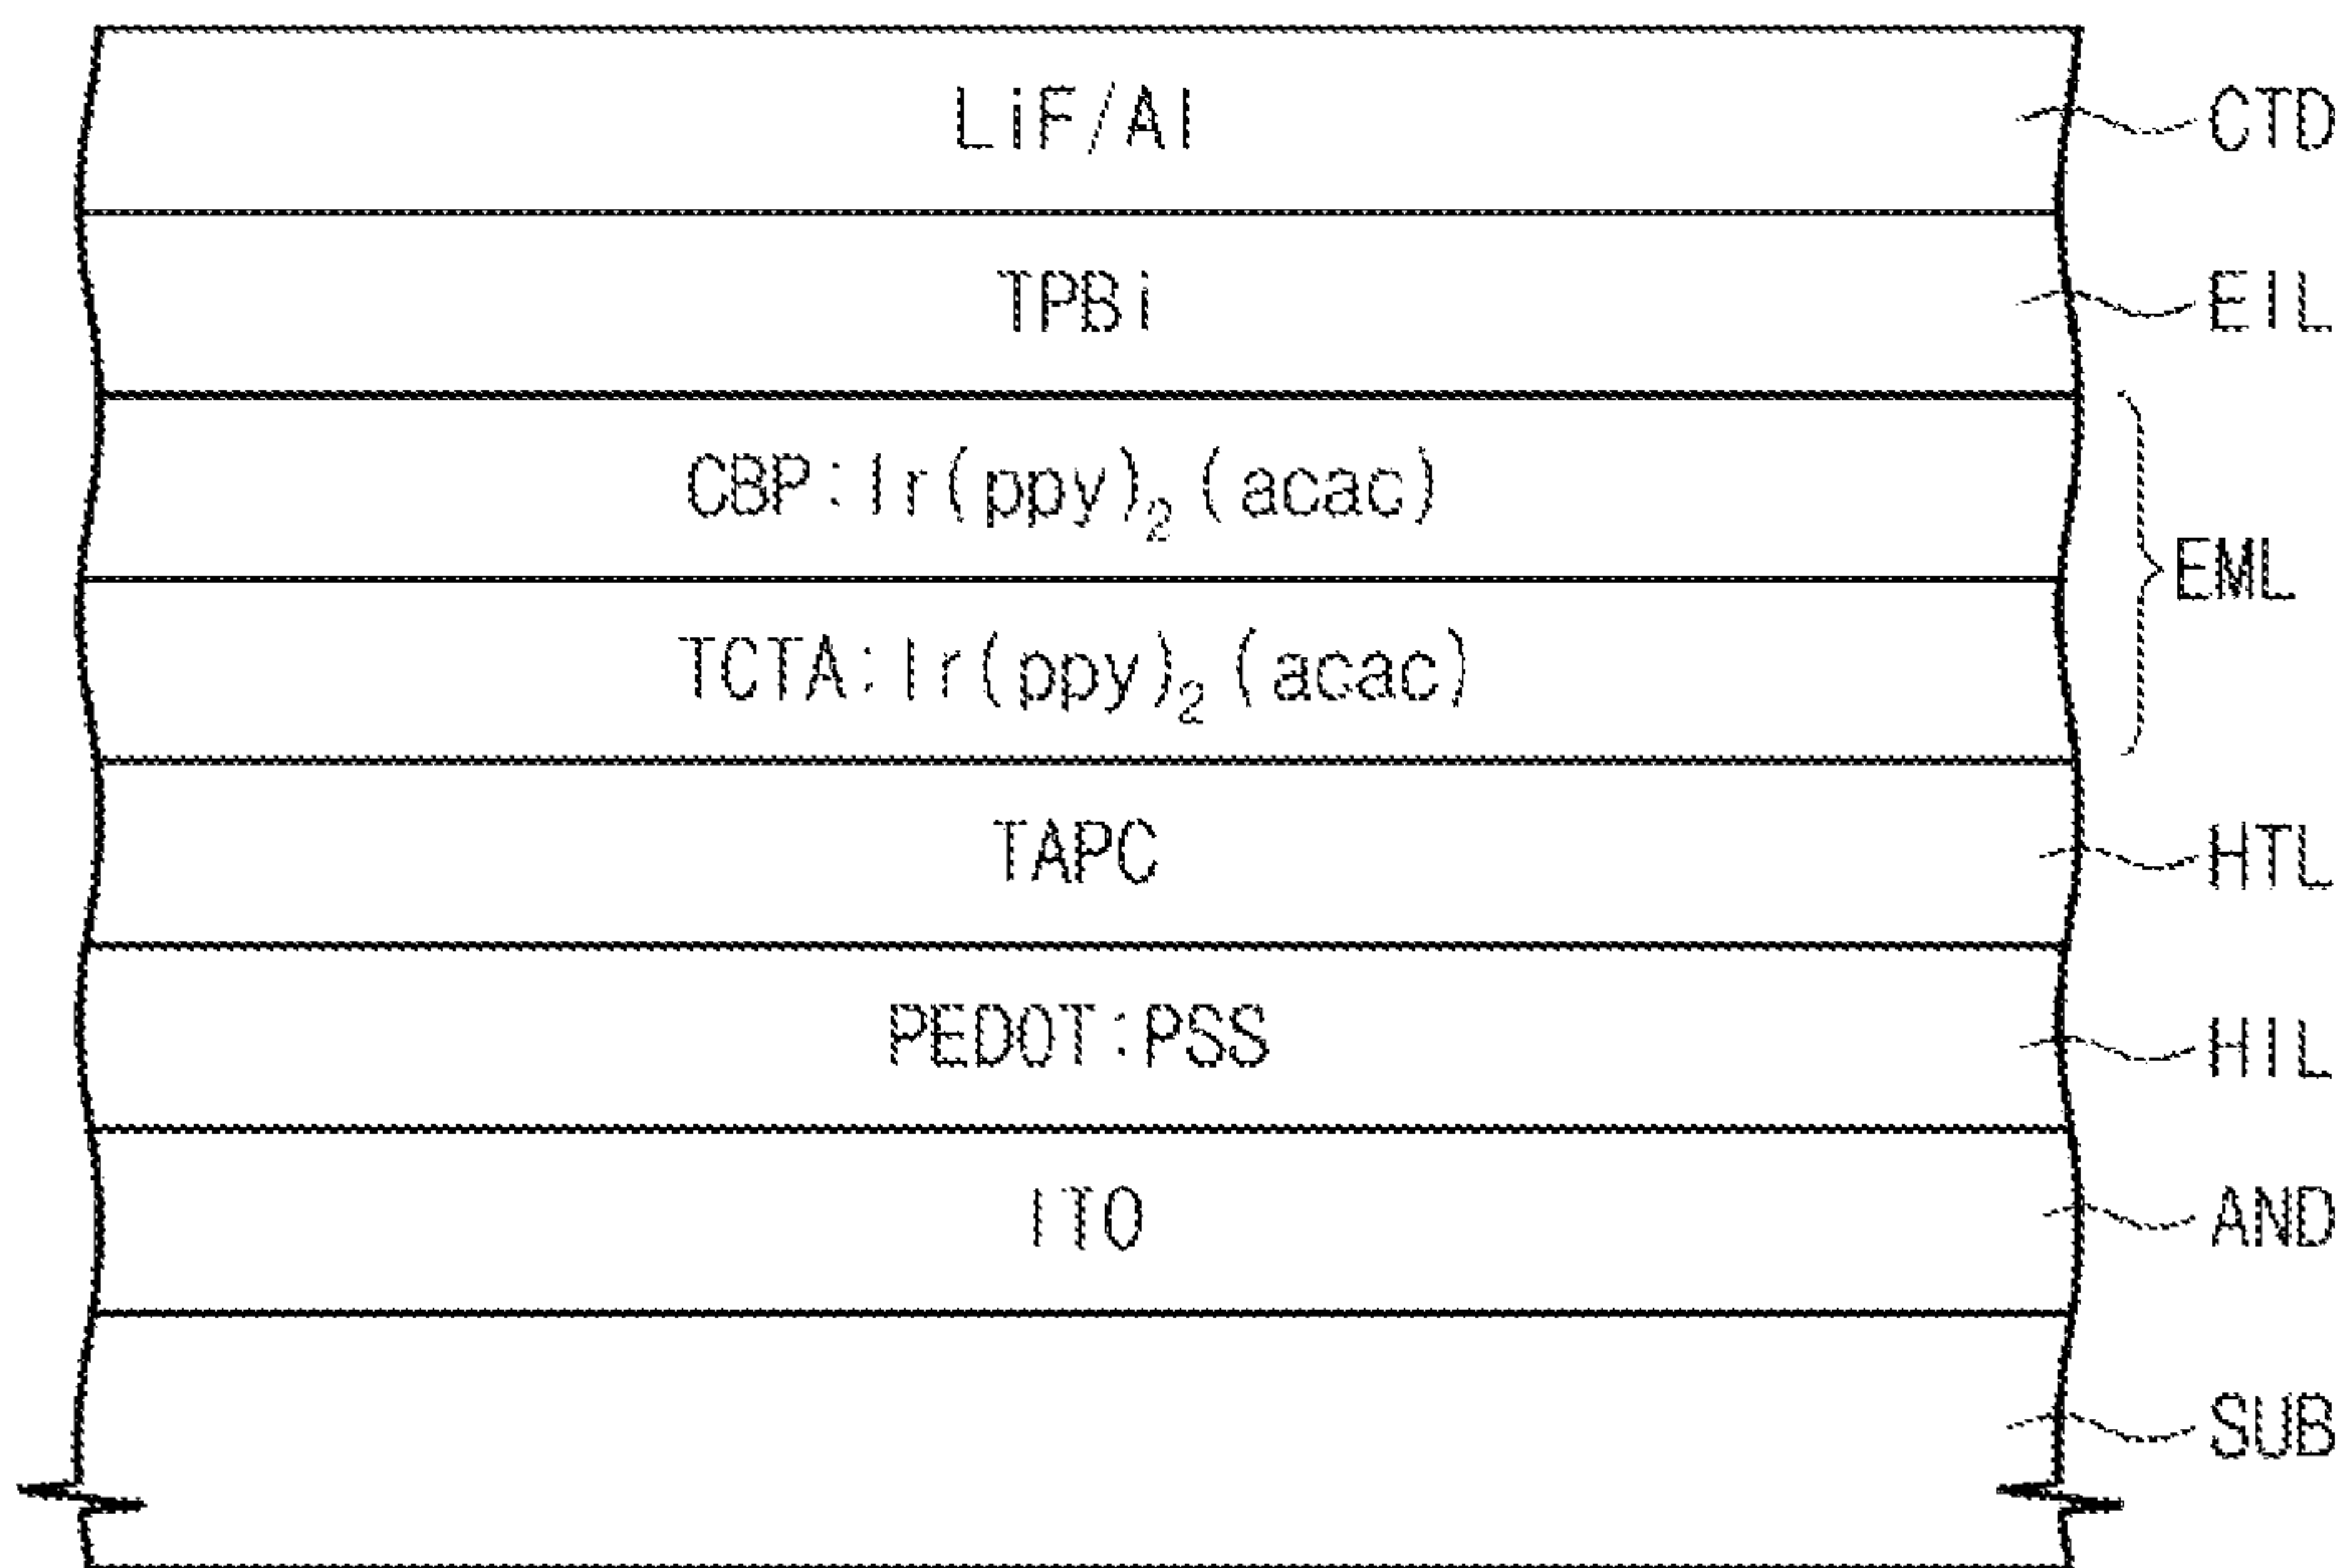 LiF/Al CTD
TPBi EIL
CBP:Ir(ppy)₂(acac)
EML
TCTA:Ir(ppy)₂(acac)
TAPC HTL
PEDOT:PSS HIL
ITO AND
SUB